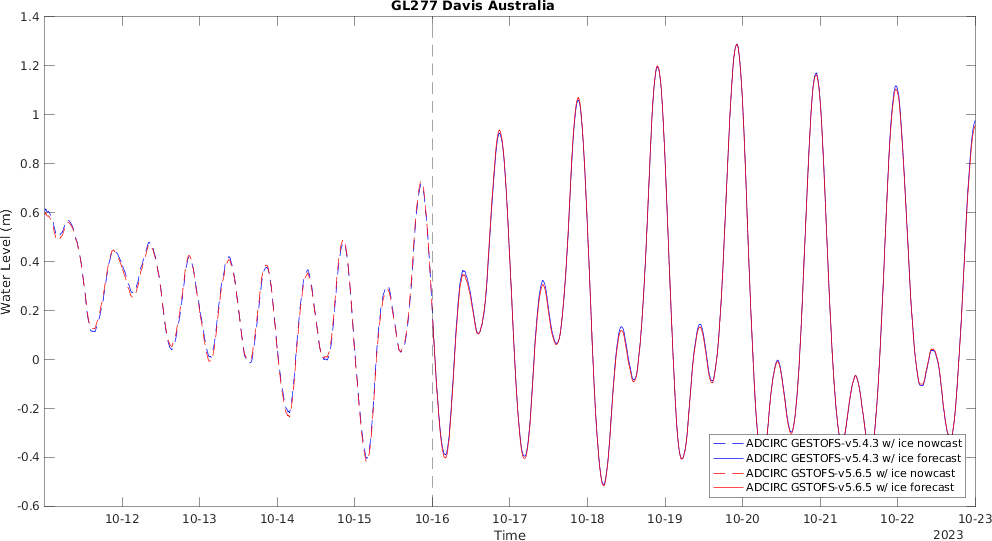 GL277 Davis Australia
1.4
1.2
1
0.8
0.6
0.4
0.2
0
-0.2
-0.4
-0.6
Water Level (m)
10-12 10-13 10-14 10-15 10-16 10-17 10-18 10-19 10-20 10-21 10-22 10-23
Time
2023
ADCIRC GESTOFS-v5.4.3 w/ ice nowcast
ADCIRC GESTOFS-v5.4.3 w/ ice forecast
ADCIRC GSTOFS-v5.6.5 w/ ice nowcast
ADCIRC GSTOFS-v5.6.5 w/ ice forecast